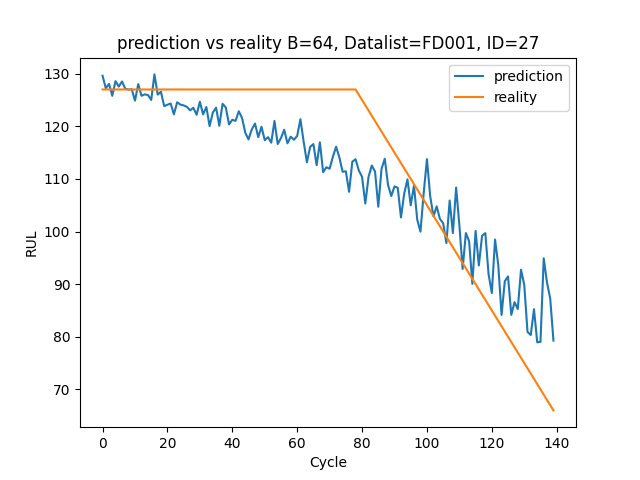 prediction vs reality B=64, Datalist=FD001, ID=27
prediction
reality
130
120
110
100
90
80
70
RUL
0 20 40 60 80 100 120 140
Cycle